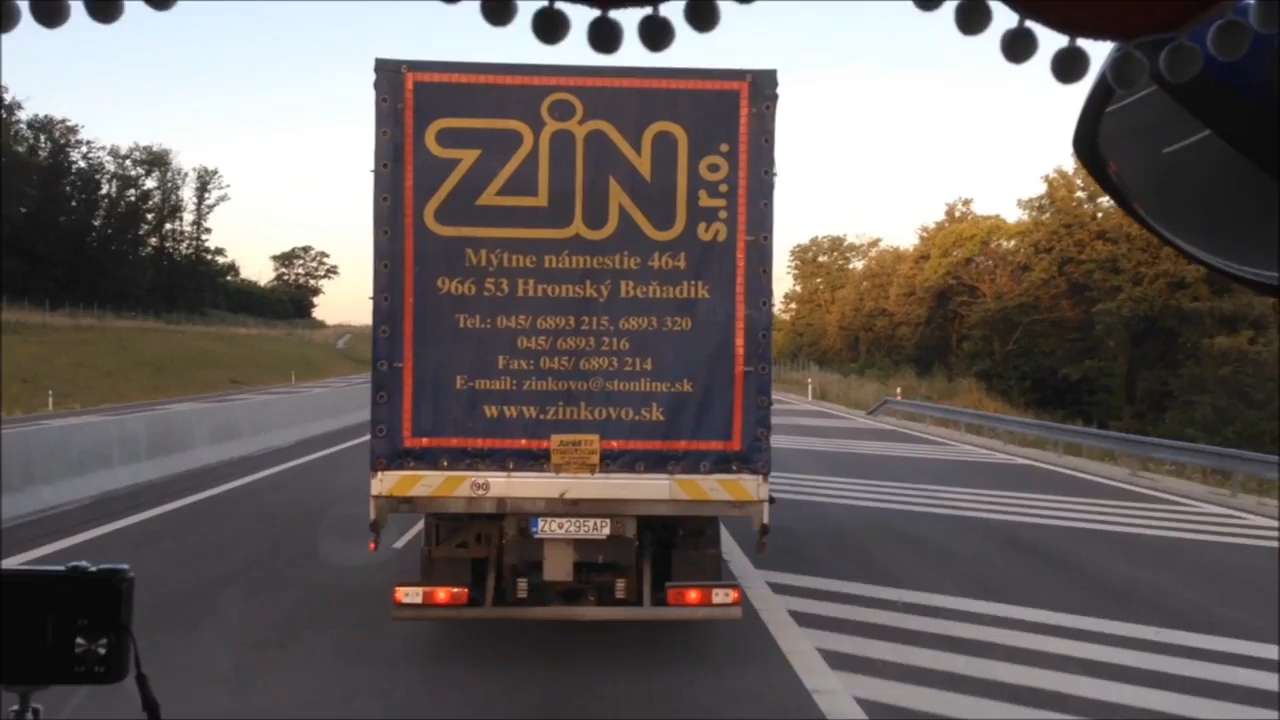 ZIN s.r.o.
Mýtne námestie 464
966 53 Hronský Beňadik
Tel.: 045/ 6893 215, 6893 320
045/ 6893 216
Fax: 045/ 6893 214
E-mail: zinkovo@stonline.sk
www.zinkovo.sk
90
ZC 295AP